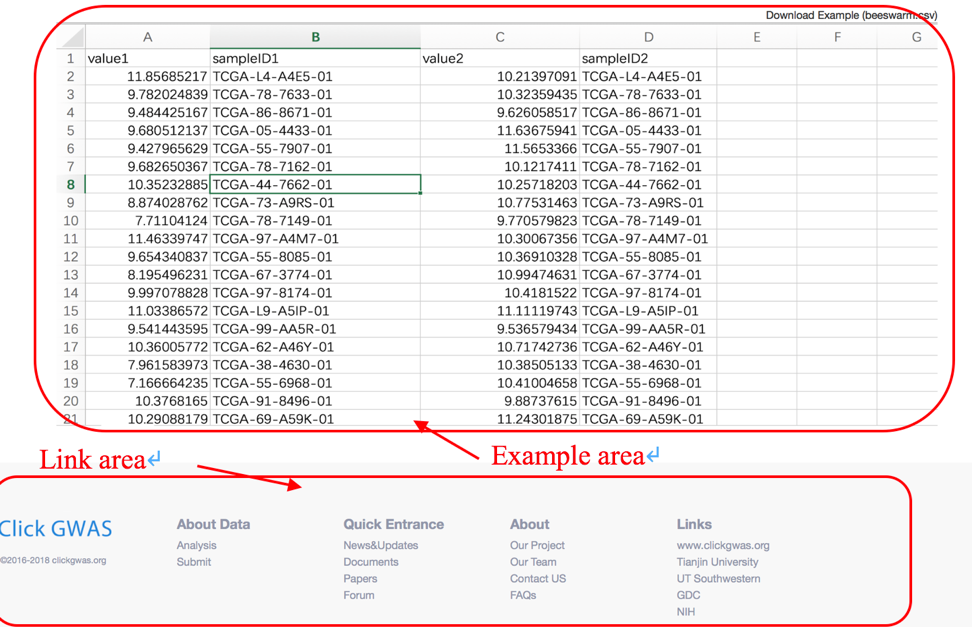 Download Example (beeswarm.csv)
A B C D E F G
1 value1 sampleID1 value2 sampleID2
2 11.85685217 TCGA-L4-A4E5-01 10.21397091 TCGA-L4-A4E5-01
3 9.782024839 TCGA-78-7633-01 10.32359435 TCGA-78-7633-01
4 9.484425167 TCGA-86-8671-01 9.626058517 TCGA-86-8671-01
5 9.680512137 TCGA-05-4433-01 11.63675941 TCGA-05-4433-01
6 9.427965629 TCGA-55-7907-01 11.5653366 TCGA-55-7907-01
7 9.682650367 TCGA-78-7162-01 10.1217411 TCGA-78-7162-01
8 10.35232885 TCGA-44-7662-01 10.25718203 TCGA-44-7662-01
9 8.874028762 TCGA-73-A9RS-01 10.77531463 TCGA-73-A9RS-01
10 7.71104124 TCGA-78-7149-01 9.770579823 TCGA-78-7149-01
11 11.46339747 TCGA-97-A4M7-01 10.30067356 TCGA-97-A4M7-01
12 9.654340837 TCGA-55-8085-01 10.36910328 TCGA-55-8085-01
13 8.195496231 TCGA-67-3774-01 10.99474631 TCGA-67-3774-01
14 9.997078828 TCGA-97-8174-01 10.4181522 TCGA-97-8174-01
15 11.03386572 TCGA-L9-A5IP-01 11.11119743 TCGA-L9-A5IP-01
16 9.541443595 TCGA-99-AA5R-01 9.536579434 TCGA-99-AA5R-01
17 10.36005772 TCGA-62-A46Y-01 10.71742736 TCGA-62-A46Y-01
18 7.961583973 TCGA-38-4630-01 10.38505133 TCGA-38-4630-01
19 7.166664235 TCGA-55-6968-01 10.41004658 TCGA-55-6968-01
20 10.3768165 TCGA-91-8496-01 9.88737615 TCGA-91-8496-01
21 10.29088179 TCGA-69-A59K-01 11.24301875 TCGA-69-A59K-01
Link area Example area
Click GWAS
©2016-2018 clickgwas.org
About Data
Analysis
Submit
Quick Entrance
News&Updates
Documents
Papers
Forum
About
Our Project
Our Team
Contact US
FAQs
Links
www.clickgwas.org
Tianjin University
UT Southwestern
GDC
NIH